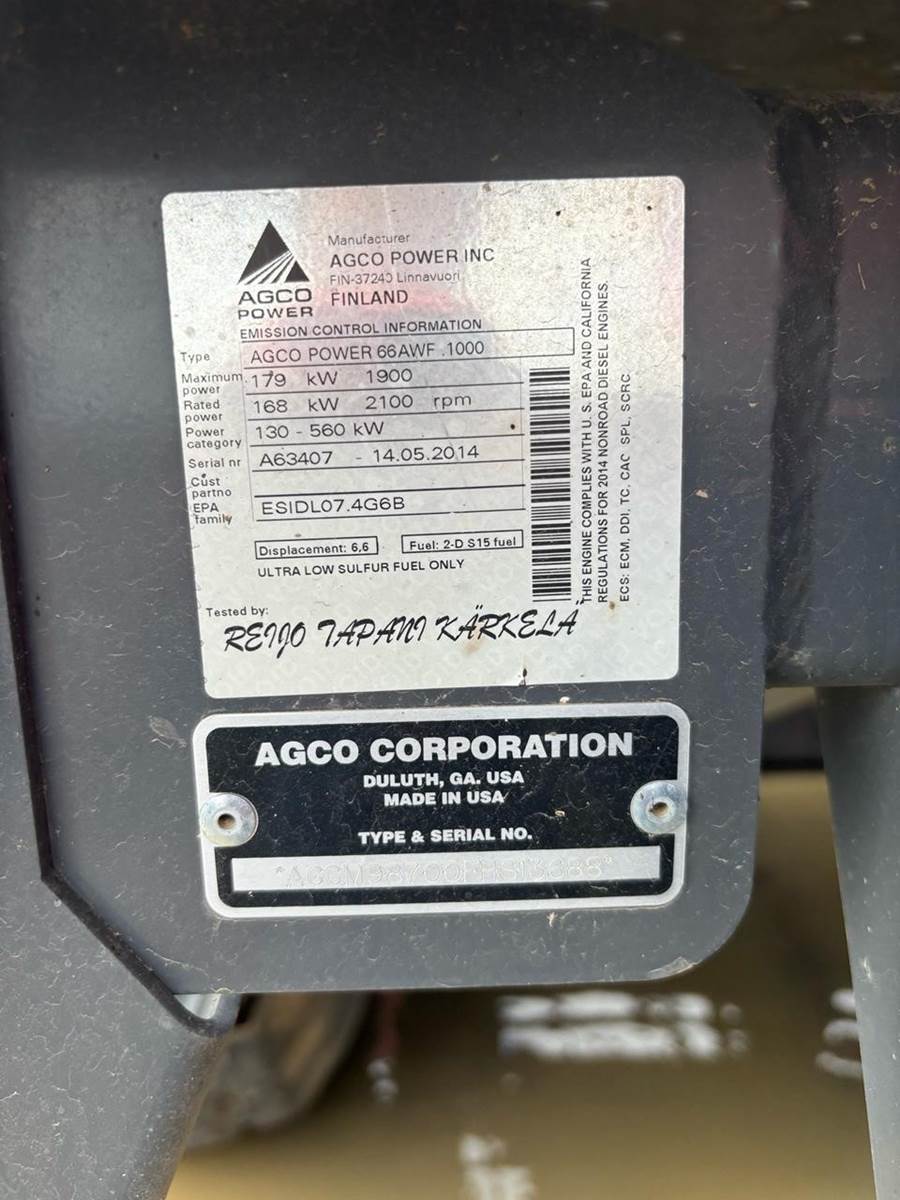 AGCO
POWER
Manufacturer
AGCO POWER INC
FIN-37240 Linnavuori
FINLAND
EMISSION CONTROL INFORMATION
Type AGCO POWER 66AWF .1000
Maximum power 179 kW 1900
Rated power 168 kW 2100 rpm
Power category 130 - 560 kW
Serial nr A63407 - 14.05.2014
Cust partno
EPA family ESIDL07.4G6B
Displacement: 6,6 Fuel: 2-D S15 fuel
ULTRA LOW SULFUR FUEL ONLY
Tested by:
REIJO TAPANI KÄRKELÄ
THIS ENGINE COMPLIES WITH U.S. EPA AND CALIFORNIA
REGULATIONS FOR 2014 NONROAD DIESEL ENGINES.
ECS: ECM, DDI, TC, CAC SPL, SCRC
AGCO CORPORATION
DULUTH, GA. USA
MADE IN USA
TYPE & SERIAL NO.